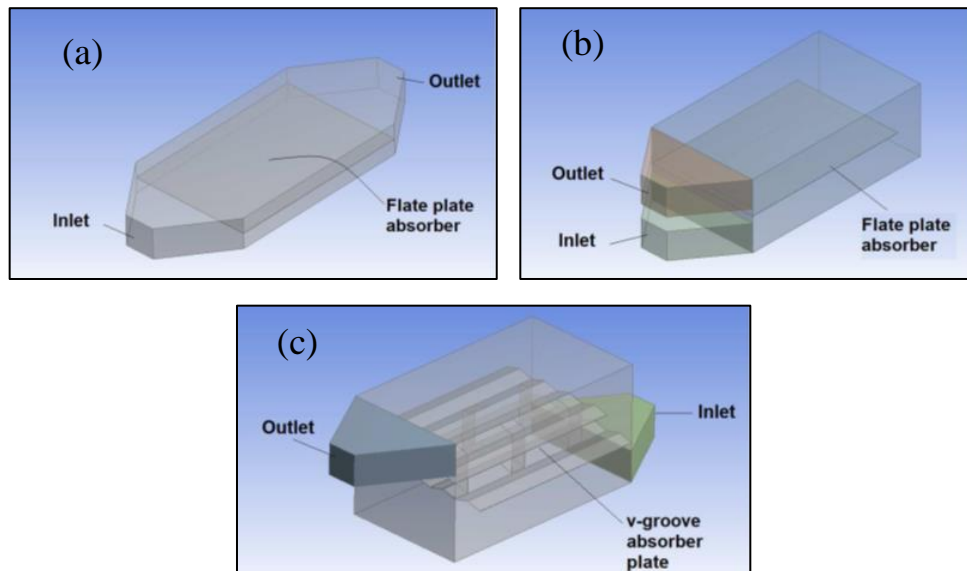 (a)
Outlet
Inlet
Flate plate
absorber
(b)
Outlet
Inlet
Flate plate
absorber
(c)
Outlet
Inlet
v-groove
absorber
plate